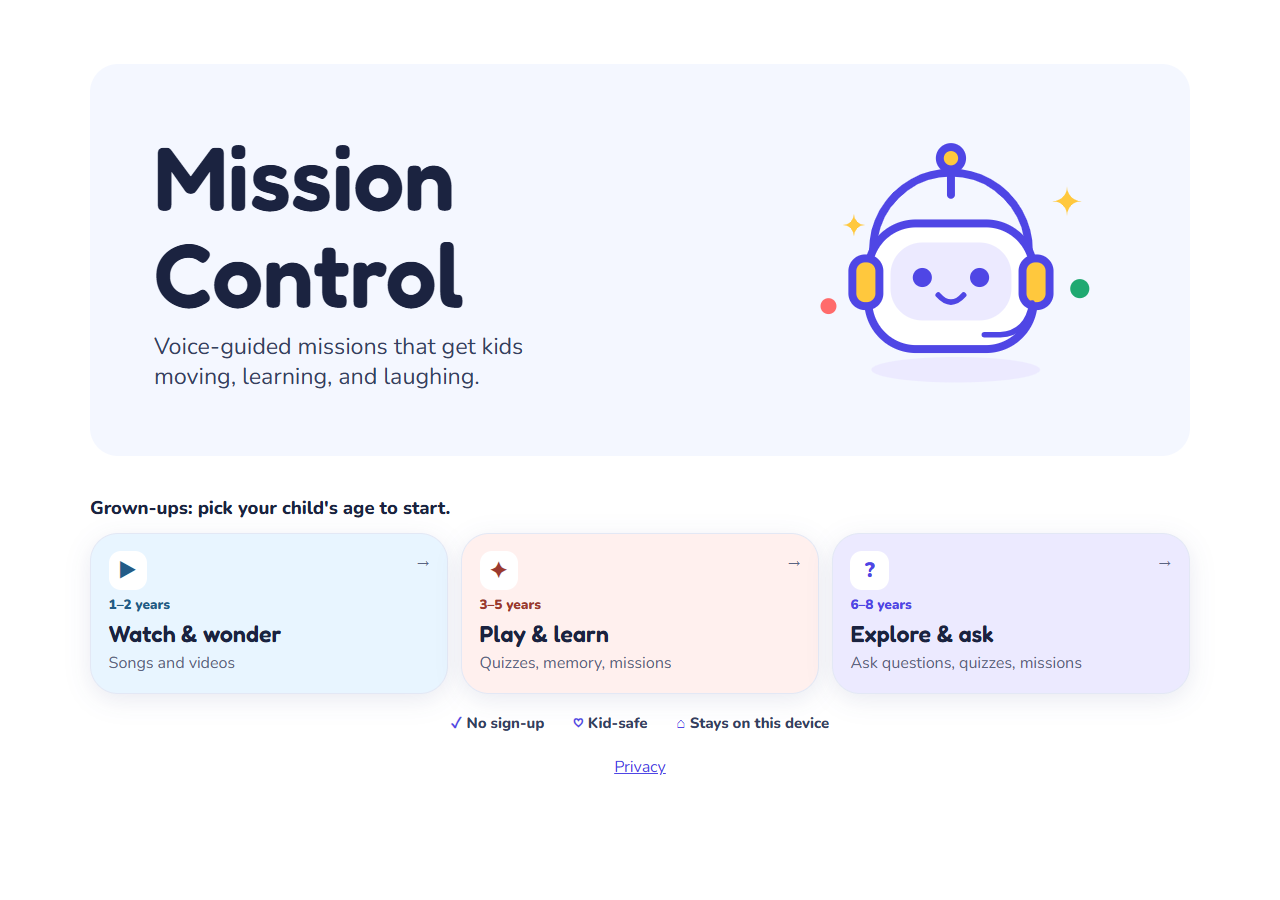 Mission
Control
Voice-guided missions that get kids
moving, learning, and laughing.
Grown-ups: pick your child's age to start.
▶ →
1–2 years
Watch & wonder
Songs and videos
✦ →
3–5 years
Play & learn
Quizzes, memory, missions
? →
6–8 years
Explore & ask
Ask questions, quizzes, missions
✓ No sign-up ♡ Kid-safe ⌂ Stays on this device
Privacy